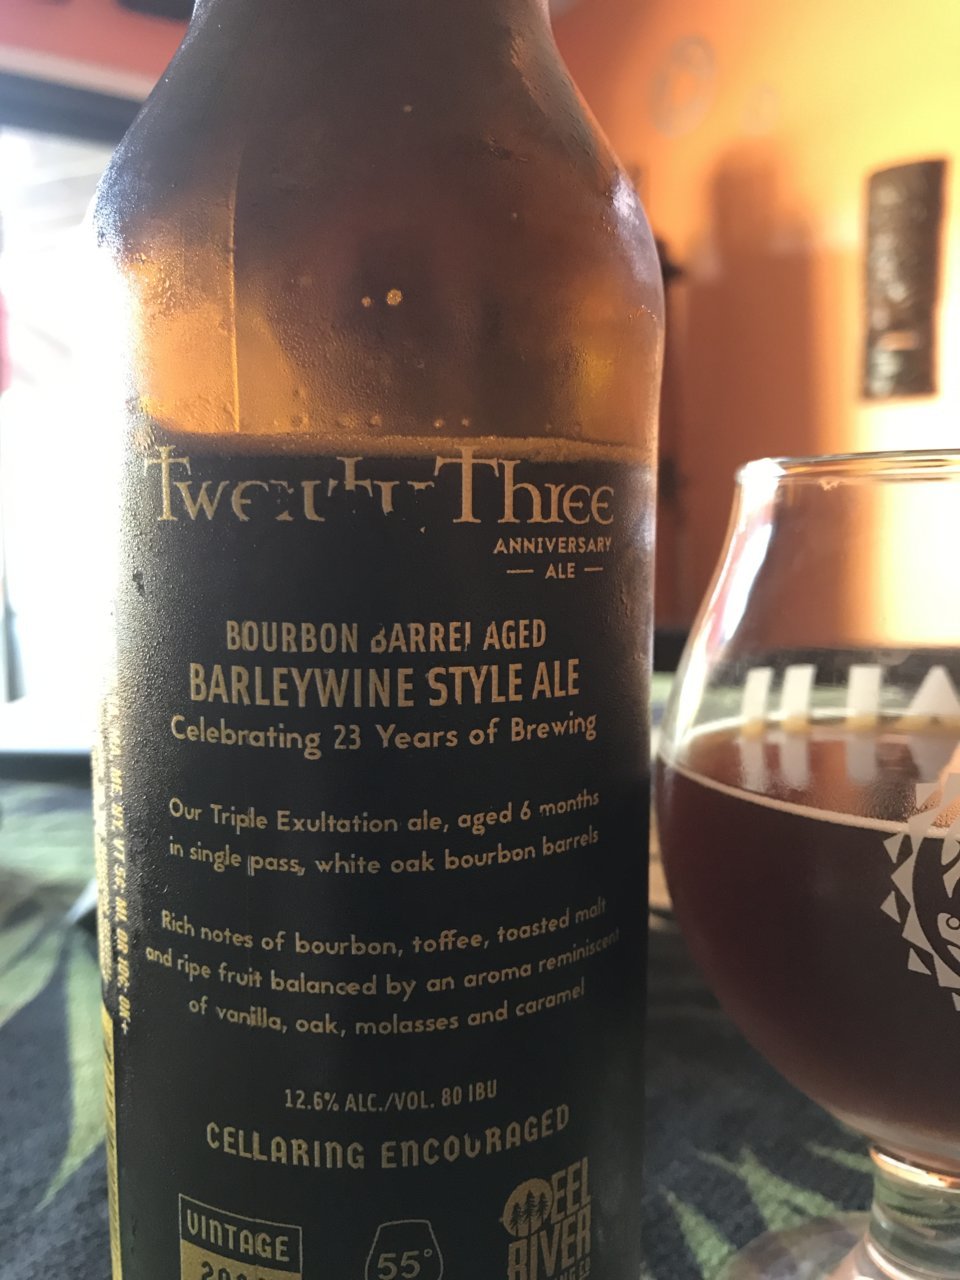 Twenty Three
ANNIVERSARY
— ALE —
BOURBON BARREL AGED
BARLEYWINE STYLE ALE
Celebrating 23 Years of Brewing
Our Triple Exultation ale, aged 6 months
in single pass, white oak bourbon barrels
Rich notes of bourbon, toffee, toasted malt
and ripe fruit balanced by an aroma reminiscent
of vanilla, oak, molasses and caramel
12.6% ALC./VOL. 80 IBU
CELLARING ENCOURAGED
VINTAGE
55°
EEL
RIVER